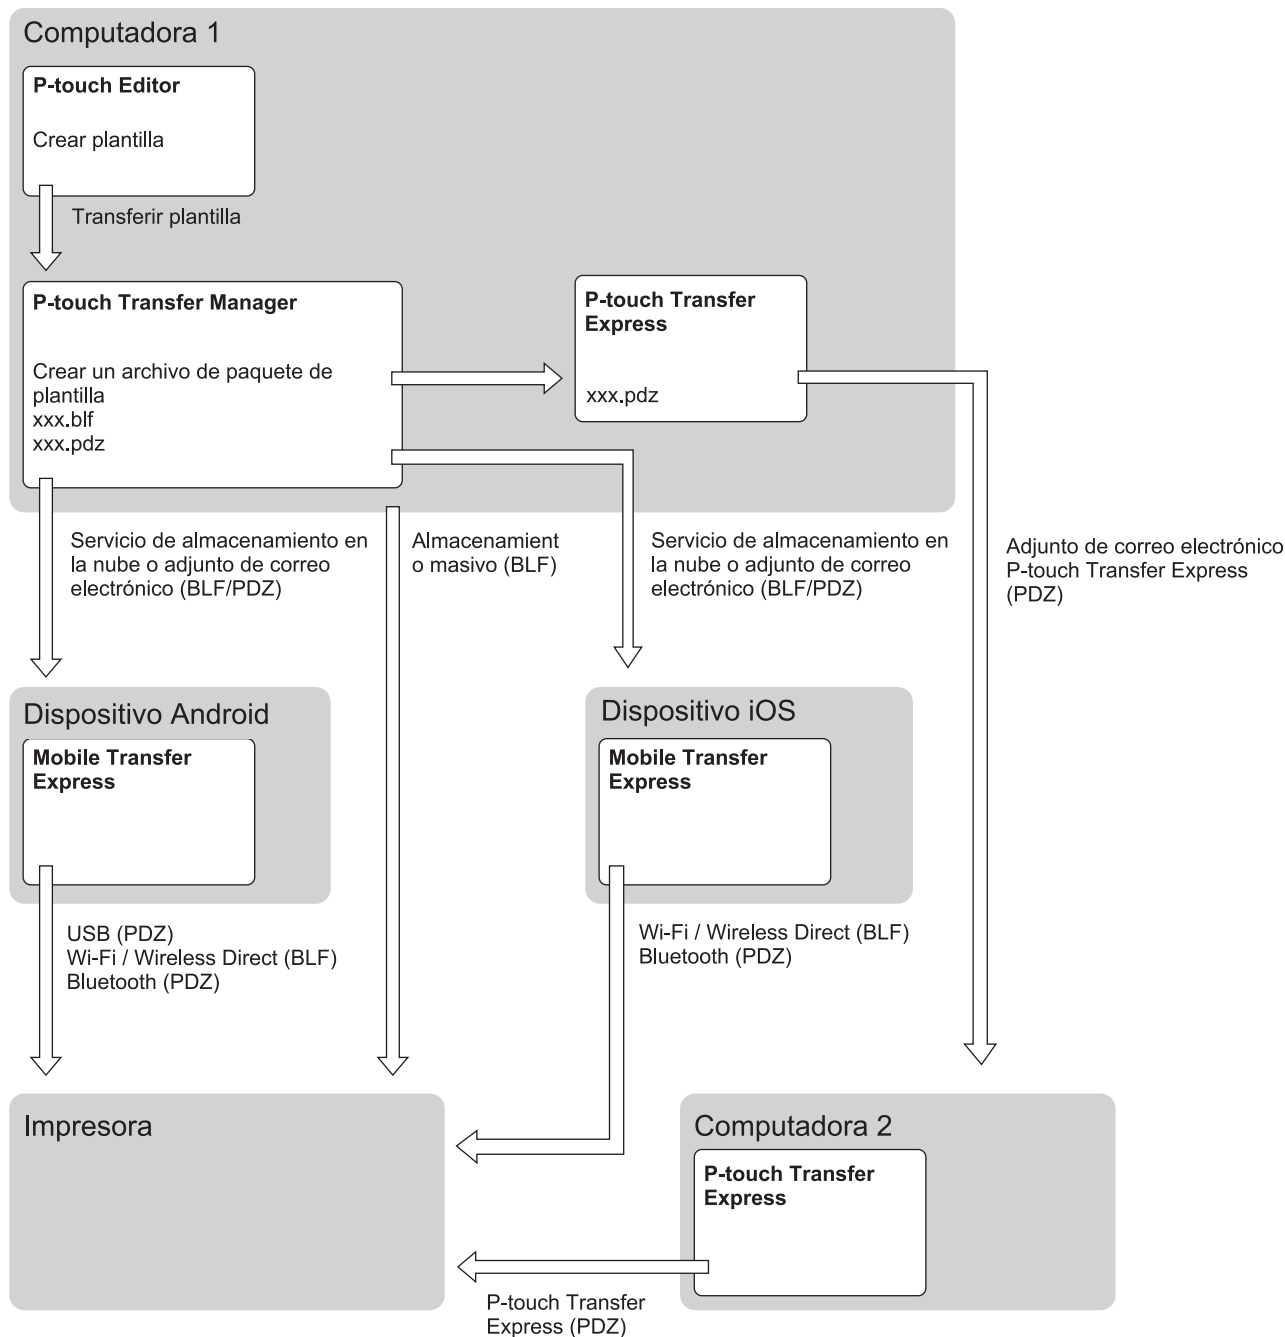 Computadora 1
P-touch Editor
Crear plantilla
Transferir plantilla
P-touch Transfer Manager
Crear un archivo de paquete de
plantilla
xxx.blf
xxx.pdz
P-touch Transfer
Express
xxx.pdz
Servicio de almacenamiento en
la nube o adjunto de correo
electrónico (BLF/PDZ)
Almacenamient
o masivo (BLF)
Servicio de almacenamiento en
la nube o adjunto de correo
electrónico (BLF/PDZ)
Adjunto de correo electrónico
P-touch Transfer Express
(PDZ)
Dispositivo Android
Mobile Transfer
Express
Dispositivo iOS
Mobile Transfer
Express
USB (PDZ)
Wi-Fi / Wireless Direct (BLF)
Bluetooth (PDZ)
Wi-Fi / Wireless Direct (BLF)
Bluetooth (PDZ)
Impresora
Computadora 2
P-touch Transfer
Express
P-touch Transfer
Express (PDZ)